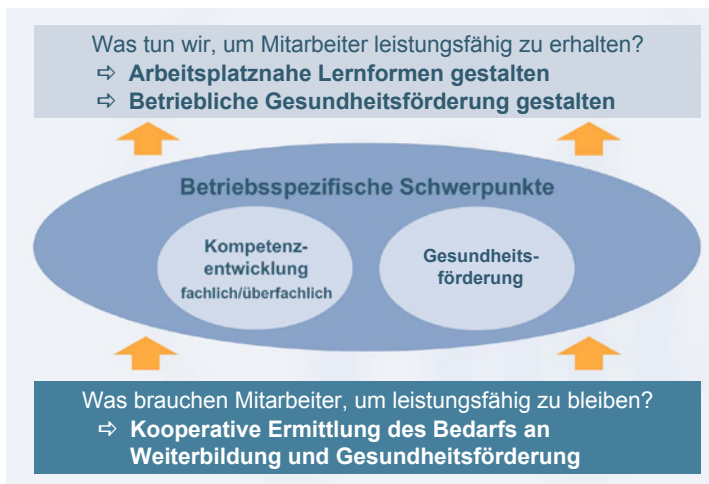 Was tun wir, um Mitarbeiter leistungsfähig zu erhalten?
⇨ Arbeitsplatznahe Lernformen gestalten
⇨ Betriebliche Gesundheitsförderung gestalten
Betriebsspezifische Schwerpunkte
Kompetenz-
entwicklung
fachlich/überfachlich
Gesundheits-
förderung
Was brauchen Mitarbeiter, um leistungsfähig zu bleiben?
⇨ Kooperative Ermittlung des Bedarfs an
Weiterbildung und Gesundheitsförderung